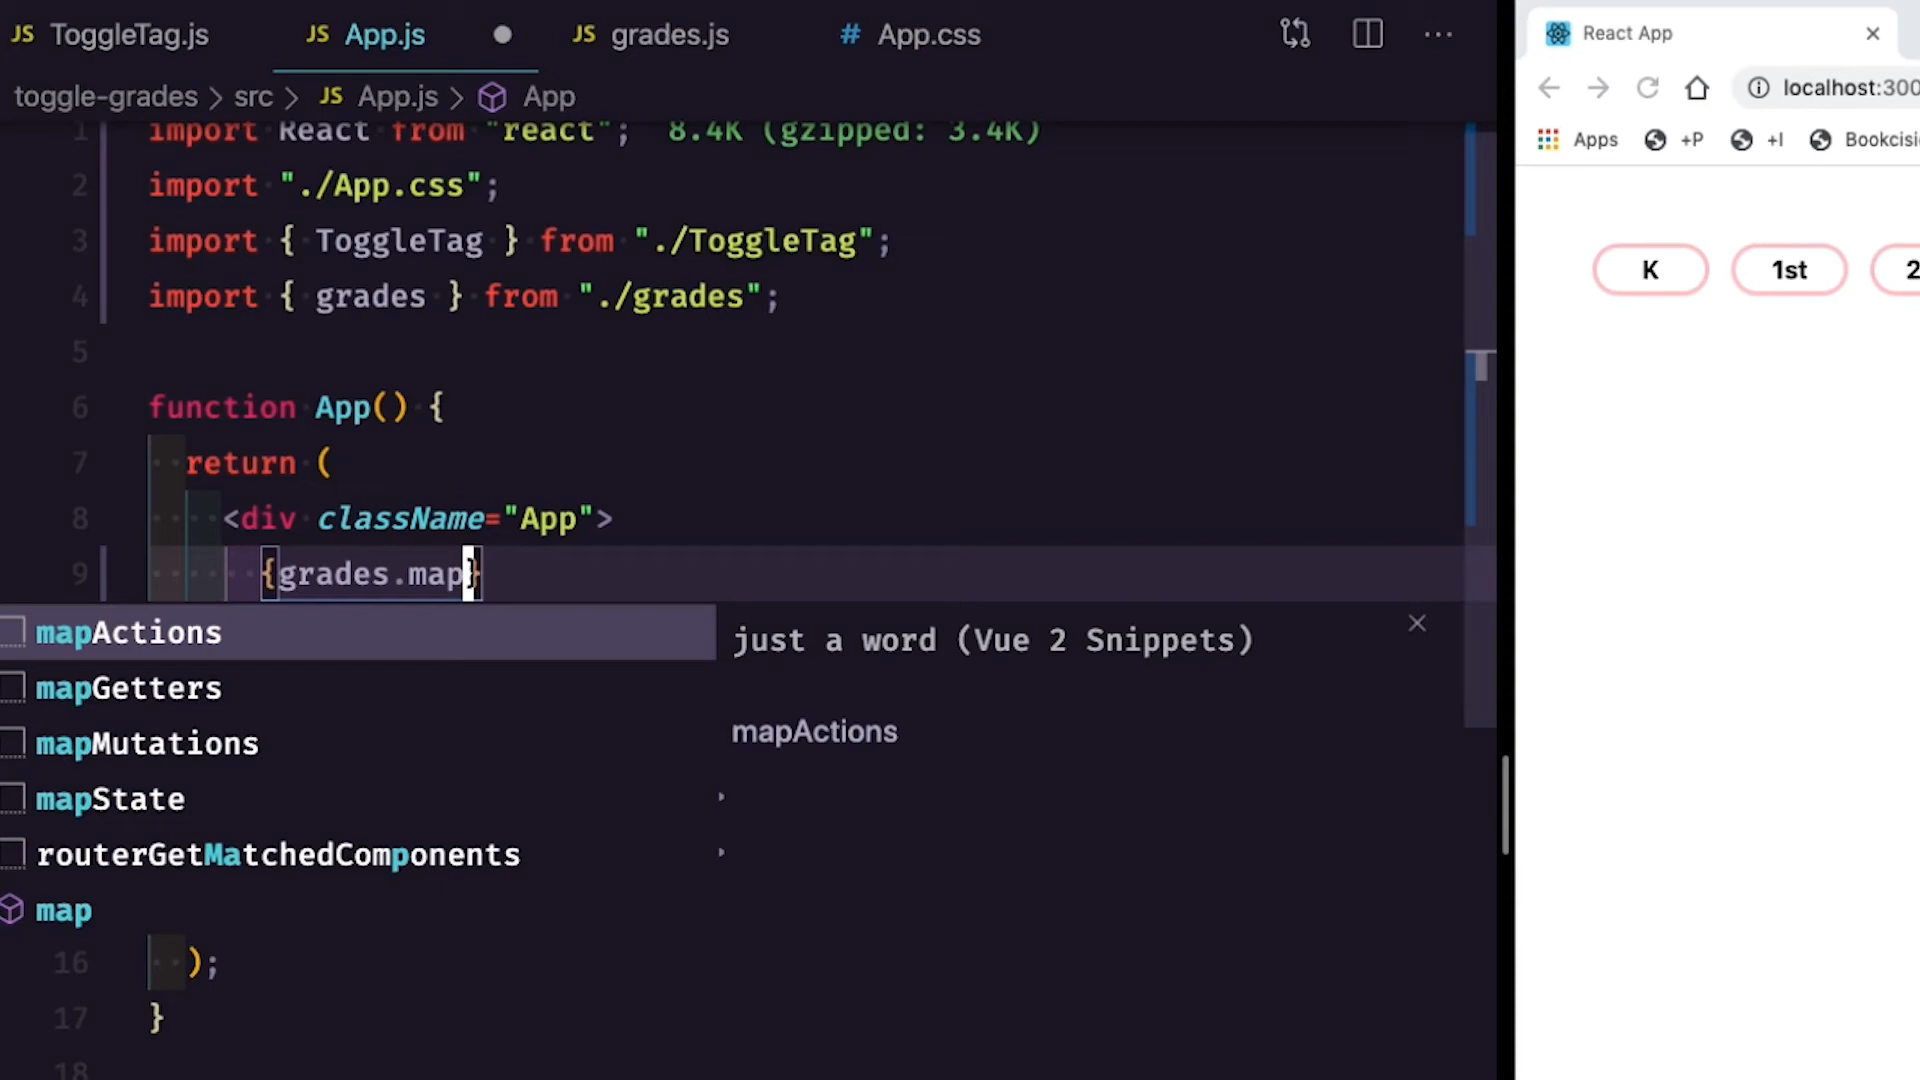 JS ToggleTag.js JS App.js JS grades.js # App.css ···
toggle-grades > src > JS App.js > App
1 import React from "react"; 8.4K (gzipped: 3.4K)
2 import "./App.css";
3 import { ToggleTag } from "./ToggleTag";
4 import { grades } from "./grades";
5
6 function App() {
7 return (
8 <div className="App">
9 {grades.map}
mapActions
mapGetters
mapMutations
mapState
routerGetMatchedComponents
map
just a word (Vue 2 Snippets)
mapActions
16 );
17 }
18
React App
localhost:300
Apps +P +I Bookcisi
K 1st 2